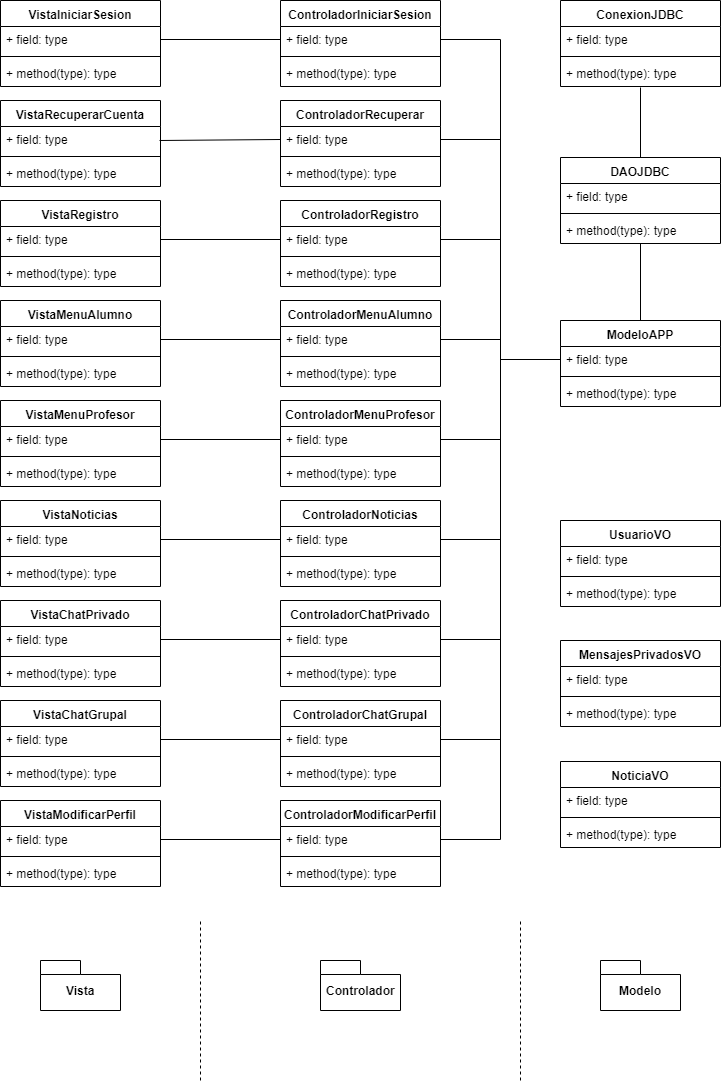 VistaIniciarSesion
+ field: type
+ method(type): type
ControladorIniciarSesion
+ field: type
+ method(type): type
ConexionJDBC
+ field: type
+ method(type): type
VistaRecuperarCuenta
+ field: type
+ method(type): type
ControladorRecuperar
+ field: type
+ method(type): type
DAOJDBC
+ field: type
+ method(type): type
VistaRegistro
+ field: type
+ method(type): type
ControladorRegistro
+ field: type
+ method(type): type
VistaMenuAlumno
+ field: type
+ method(type): type
ControladorMenuAlumno
+ field: type
+ method(type): type
ModeloAPP
+ field: type
+ method(type): type
VistaMenuProfesor
+ field: type
+ method(type): type
ControladorMenuProfesor
+ field: type
+ method(type): type
VistaNoticias
+ field: type
+ method(type): type
ControladorNoticias
+ field: type
+ method(type): type
UsuarioVO
+ field: type
+ method(type): type
VistaChatPrivado
+ field: type
+ method(type): type
ControladorChatPrivado
+ field: type
+ method(type): type
MensajesPrivadosVO
+ field: type
+ method(type): type
VistaChatGrupal
+ field: type
+ method(type): type
ControladorChatGrupal
+ field: type
+ method(type): type
NoticiaVO
+ field: type
+ method(type): type
VistaModificarPerfil
+ field: type
+ method(type): type
ControladorModificarPerfil
+ field: type
+ method(type): type
Vista
Controlador
Modelo